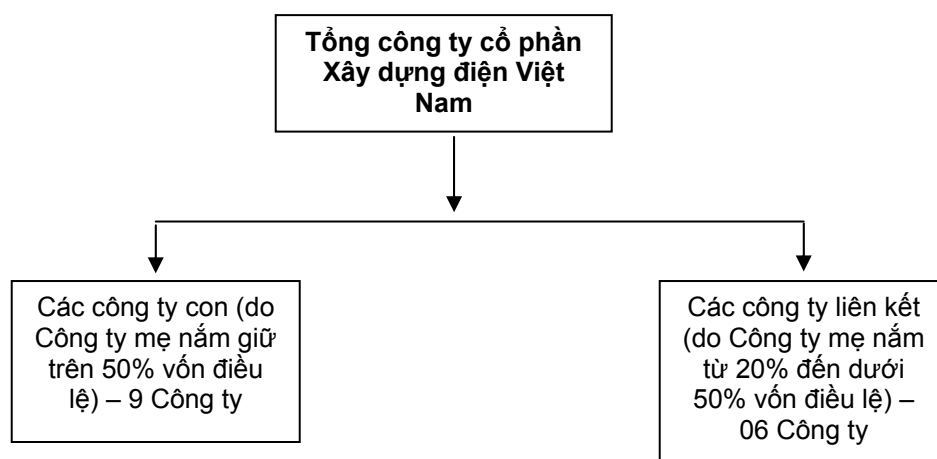 Tổng công ty cổ phần
Xây dựng điện Việt
Nam
Các công ty con (do
Công ty mẹ nắm giữ
trên 50% vốn điều
lệ) – 9 Công ty
Các công ty liên kết
(do Công ty mẹ nắm
từ 20% đến dưới
50% vốn điều lệ) –
06 Công ty